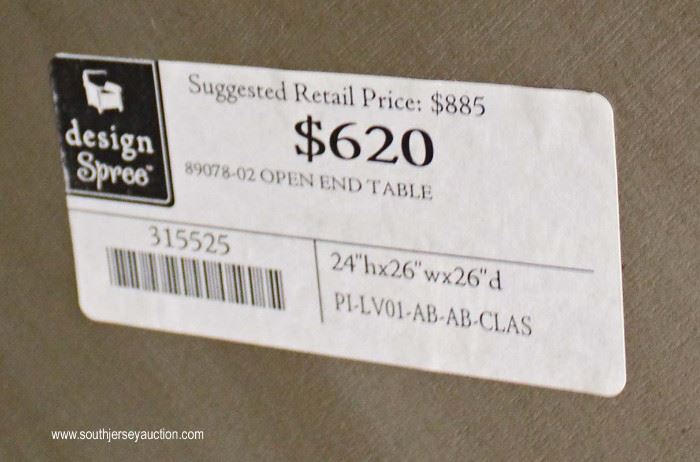 design
Spree™
Suggested Retail Price: $885
$620
89078-02 OPEN END TABLE
315525
24"hx26"wx26"d
PI-LV01-AB-AB-CLAS
www.southjerseyauction.com